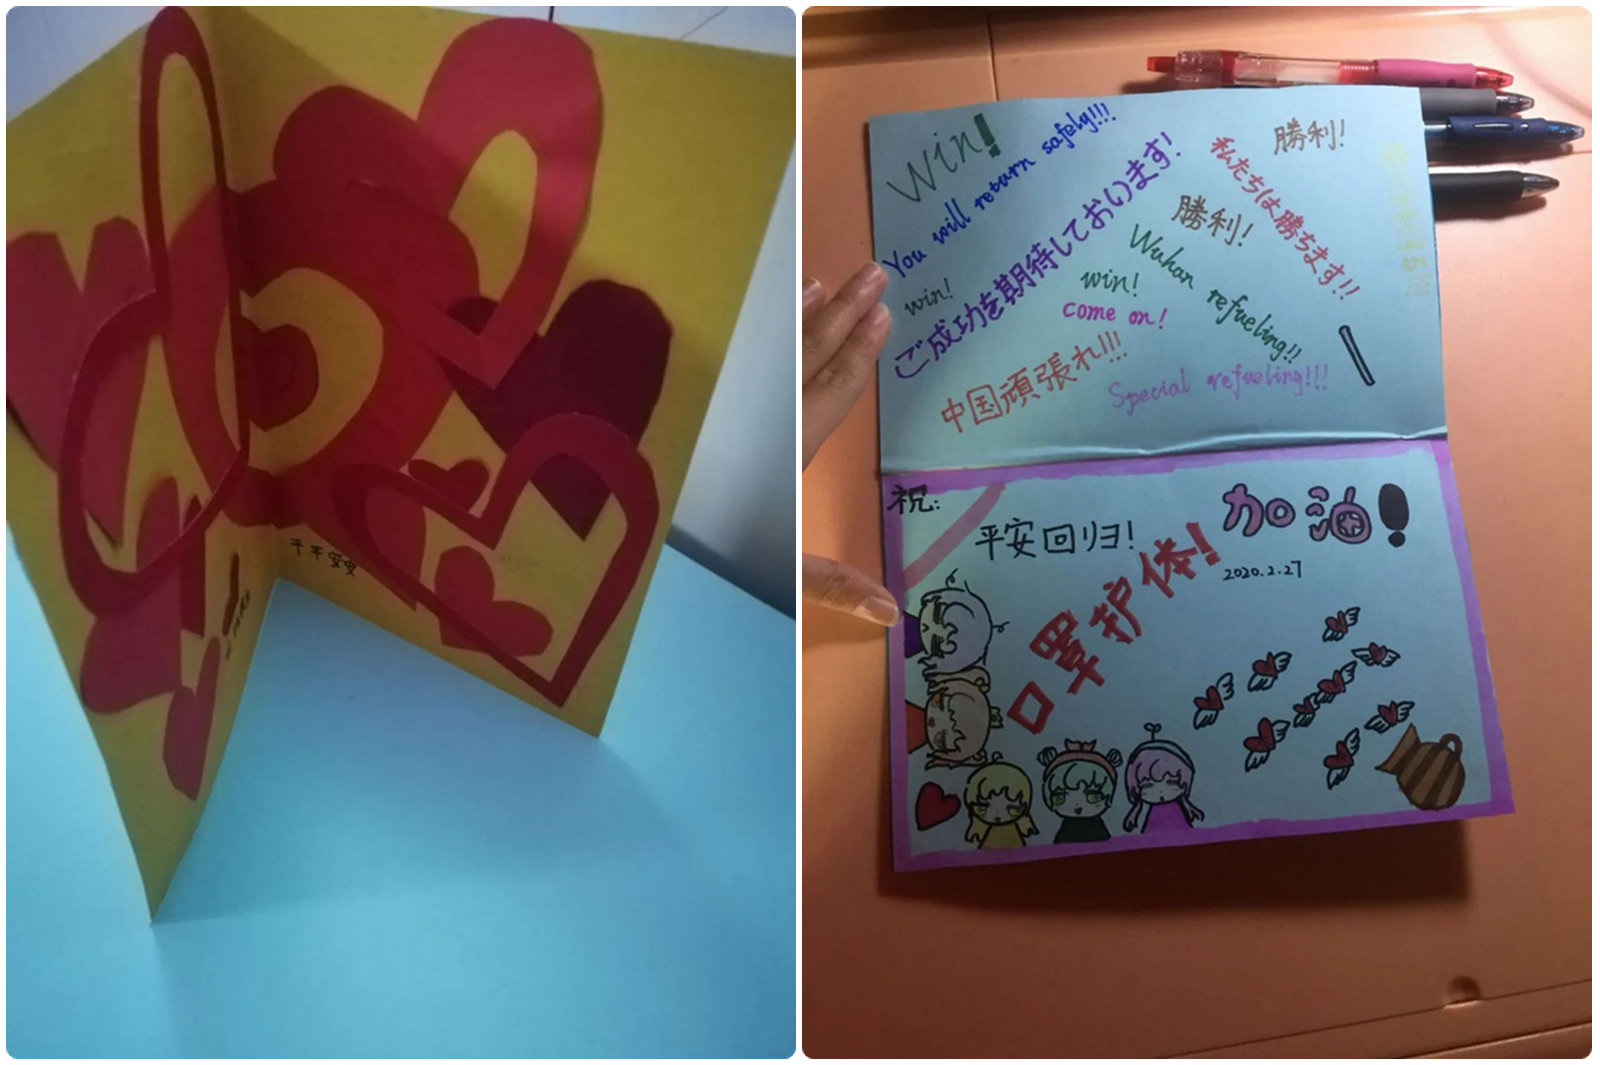 平平安安
Win!
You will return safely!!!
ご成功を期待しております!
私たちは勝ちます!!
勝利!
勝利!
Wuhan refueling!!
win!
win!
come on!
中国頑張れ!!!
Special refueling!!!
祝:
平安回归!
加油!
2020.2.27
口罩护体!